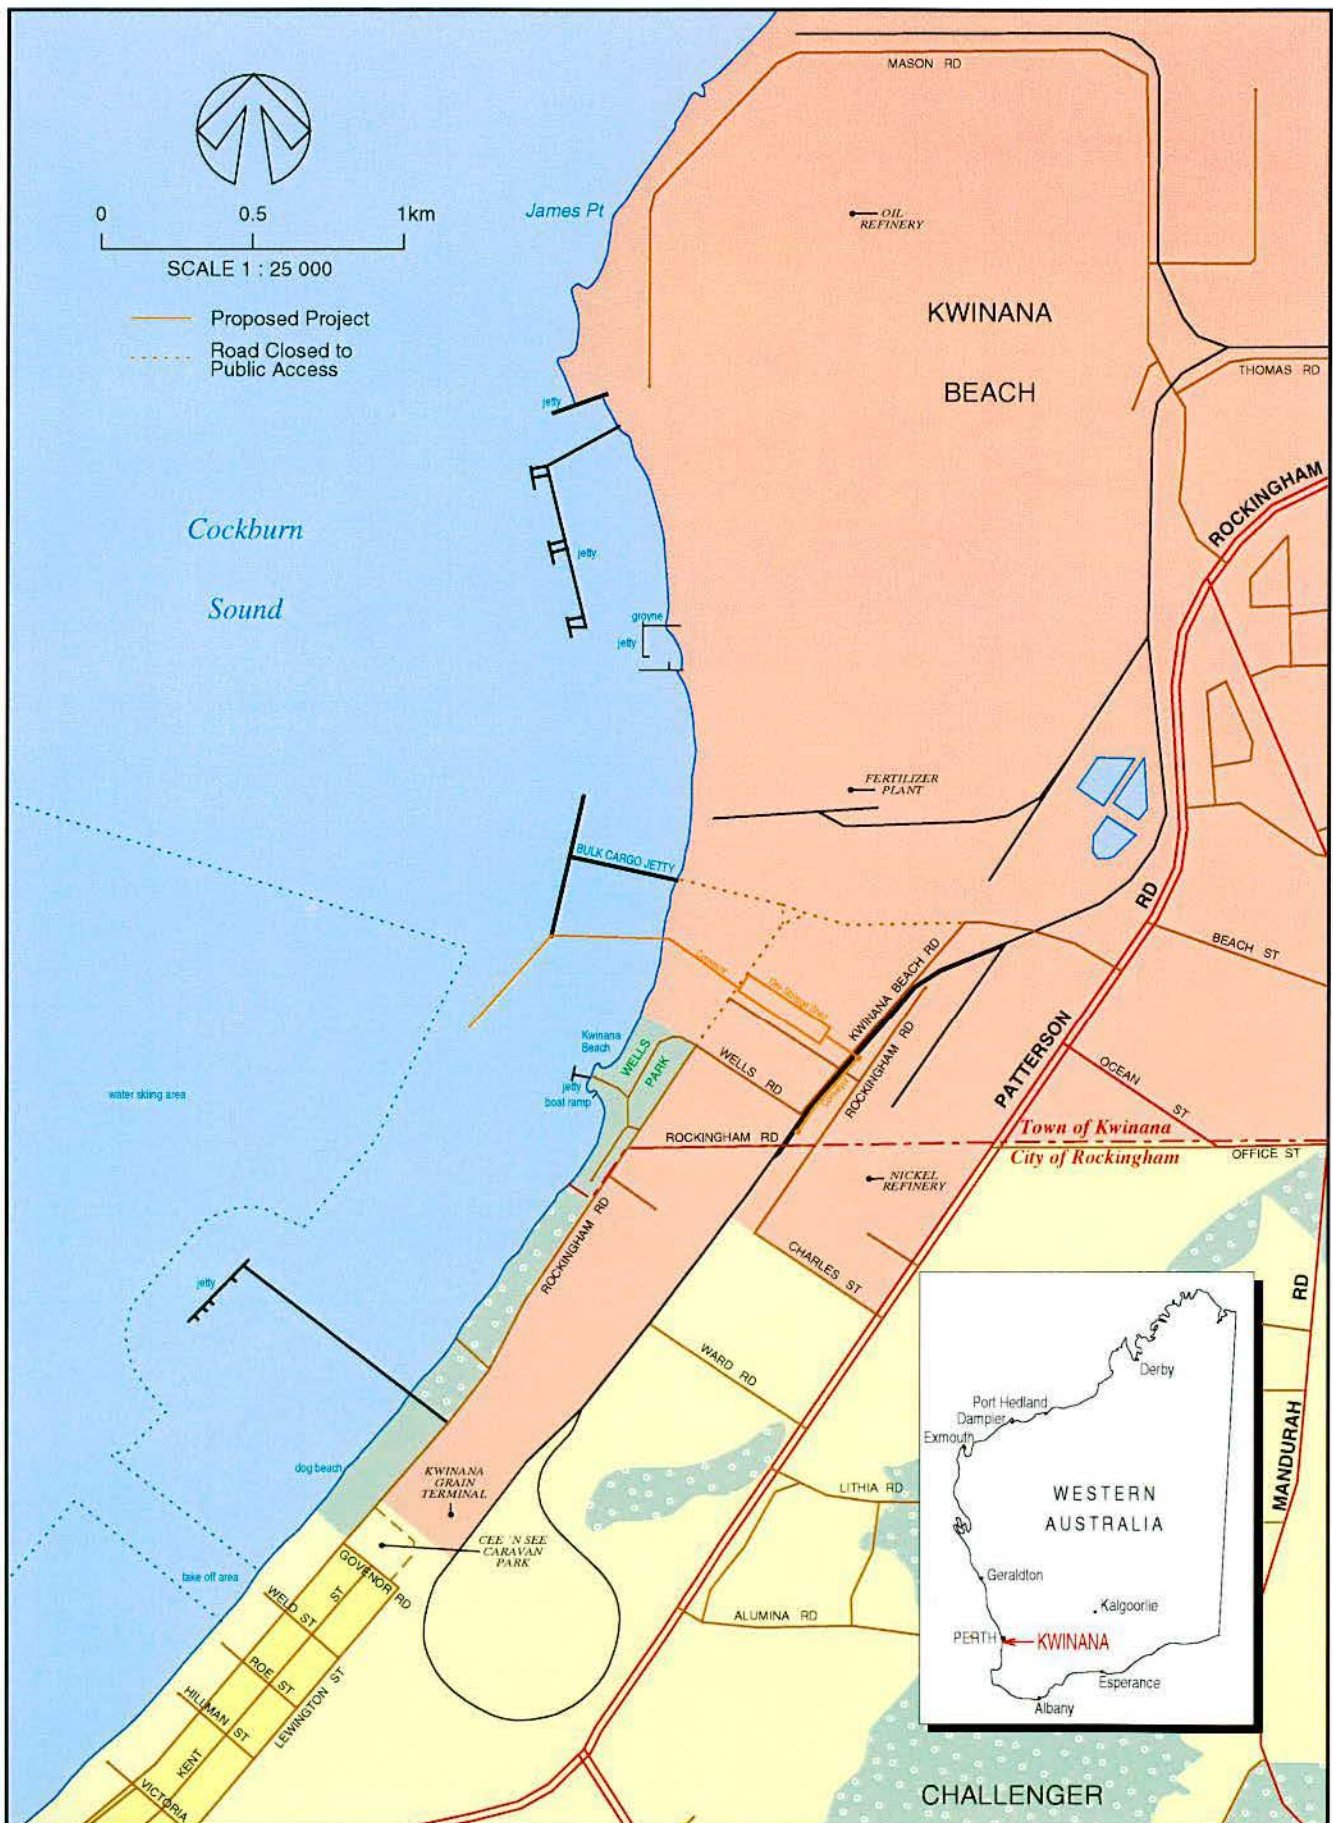 MASON RD
0 0.5 1km
SCALE 1 : 25 000
Proposed Project
Road Closed to
Public Access
James Pt
OIL
REFINERY
KWINANA
BEACH
THOMAS RD
jetty
ROCKINGHAM
Cockburn
Sound
jetty
groyne
jetty
FERTILIZER
PLANT
BULK CARGO JETTY
RD
BEACH ST
Conveyor
Dry Storage Shed
KWINANA BEACH RD
ROCKINGHAM RD
PATTERSON
Kwinana
Beach
WELLS
PARK
WELLS RD
OCEAN
ST
jetty
boat ramp
water skiing area
Conveyor
ROCKINGHAM RD
Town of Kwinana
City of Rockingham
OFFICE ST
NICKEL
REFINERY
ROCKINGHAM RD
CHARLES ST
jetty
RD
WARD RD
MANDURAH
Derby
Port Hedland
Dampier
Exmouth
WESTERN
AUSTRALIA
Geraldton
Kalgoorlie
PERTH
KWINANA
Esperance
Albany
dog beach
KWINANA
GRAIN
TERMINAL
LITHIA RD
CEE 'N SEE
CARAVAN
PARK
GOVENOR RD
take off area
WELD ST
ST
ALUMINA RD
ROE ST
LEWINGTON ST
HILLMAN ST
KENT
VICTORIA
CHALLENGER